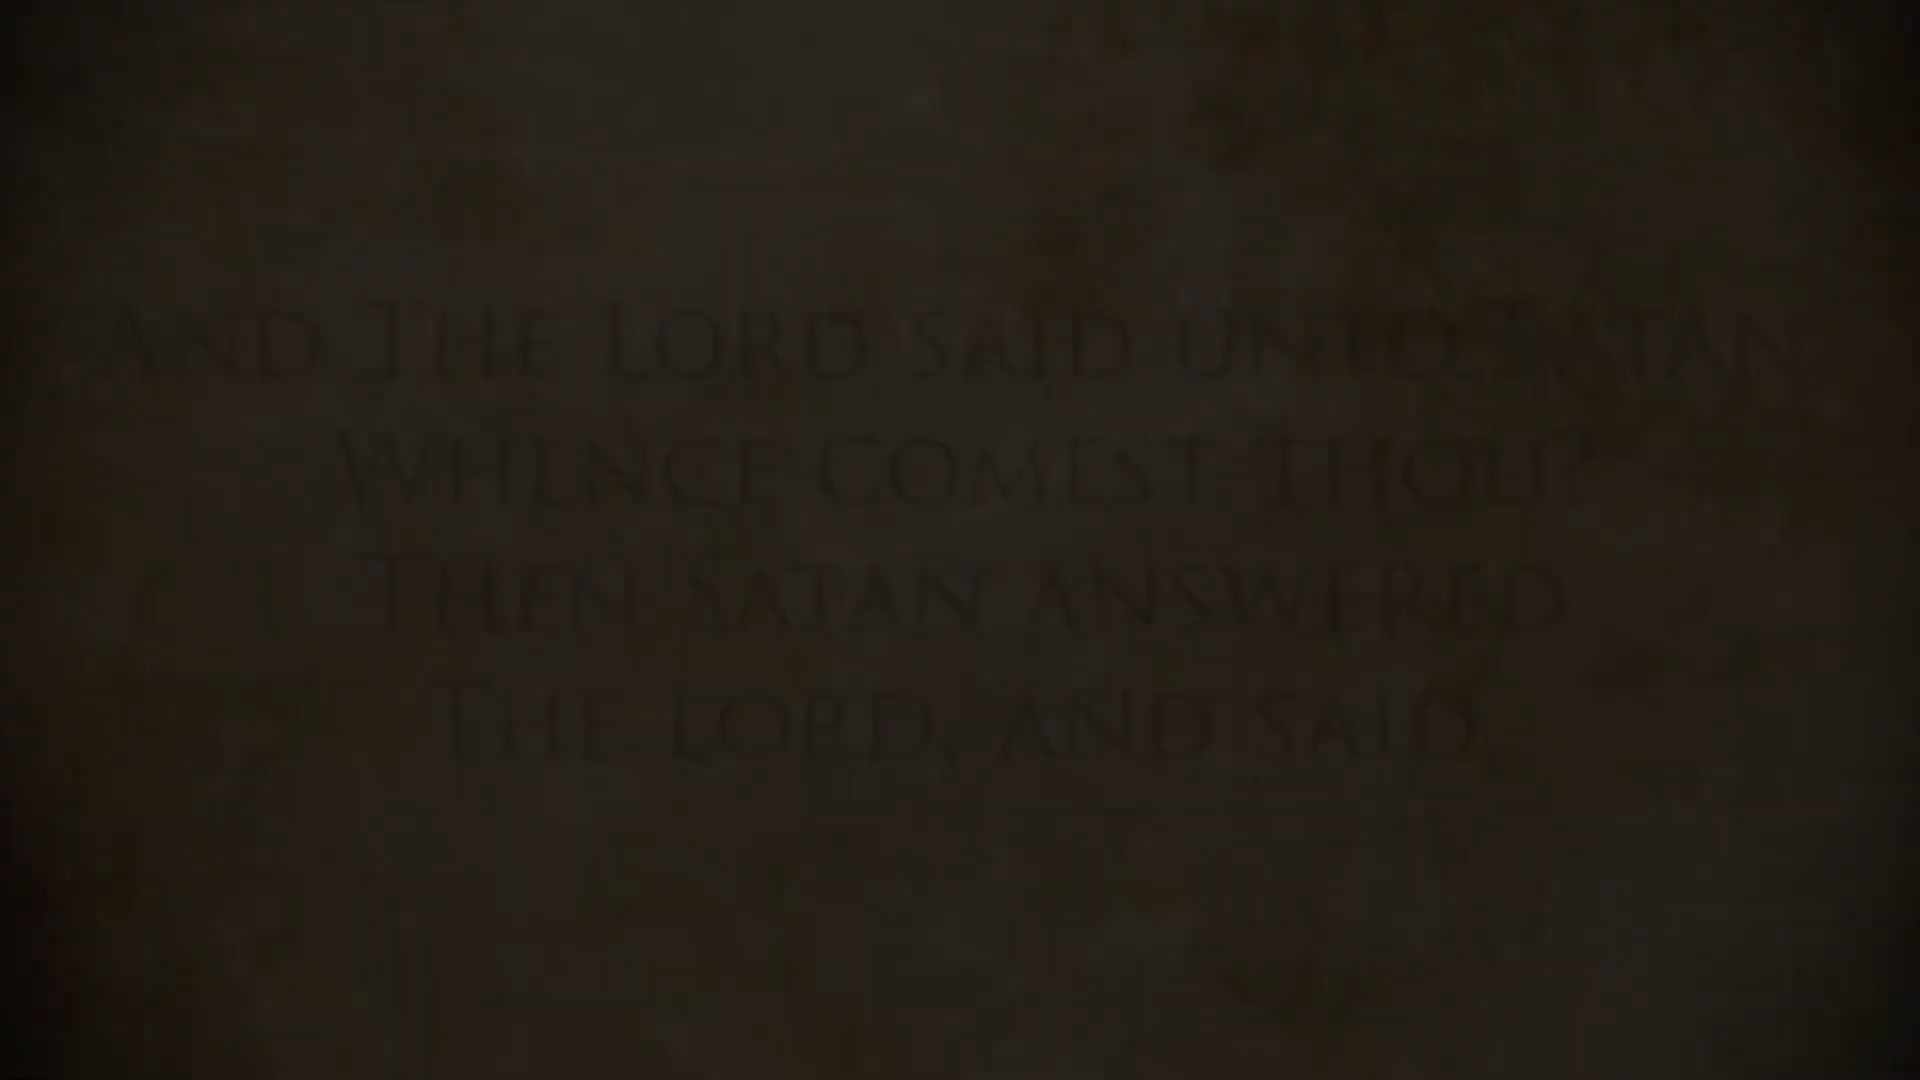 And The Lord said unto Satan
Whence Comest Thou?
Then Satan answered
The Lord, and said